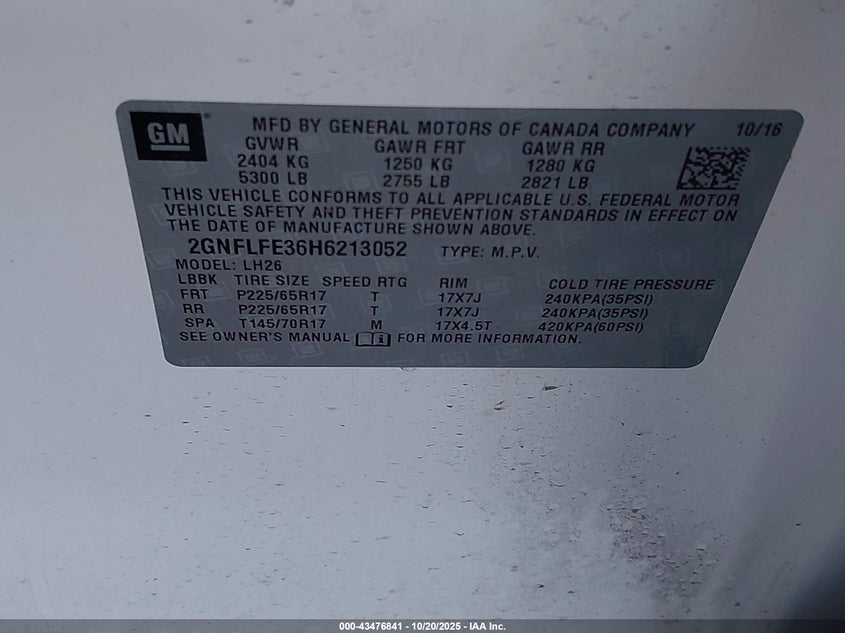 GM ®
MFD BY GENERAL MOTORS OF CANADA COMPANY 10/16
GVWR GAWR FRT GAWR RR
2404 KG 1250 KG 1280 KG
5300 LB 2755 LB 2821 LB
THIS VEHICLE CONFORMS TO ALL APPLICABLE U.S. FEDERAL MOTOR
VEHICLE SAFETY AND THEFT PREVENTION STANDARDS IN EFFECT ON
THE DATE OF MANUFACTURE SHOWN ABOVE.
2GNFLFE36H6213052 TYPE: M.P.V.
MODEL: LH26
LBBK TIRE SIZE SPEED RTG RIM COLD TIRE PRESSURE
FRT P225/65R17 T 17X7J 240KPA(35PSI)
RR P225/65R17 T 17X7J 240KPA(35PSI)
SPA T145/70R17 M 17X4.5T 420KPA(60PSI)
SEE OWNER'S MANUAL i FOR MORE INFORMATION.
000-43476841 - 10/20/2025 - IAA Inc.